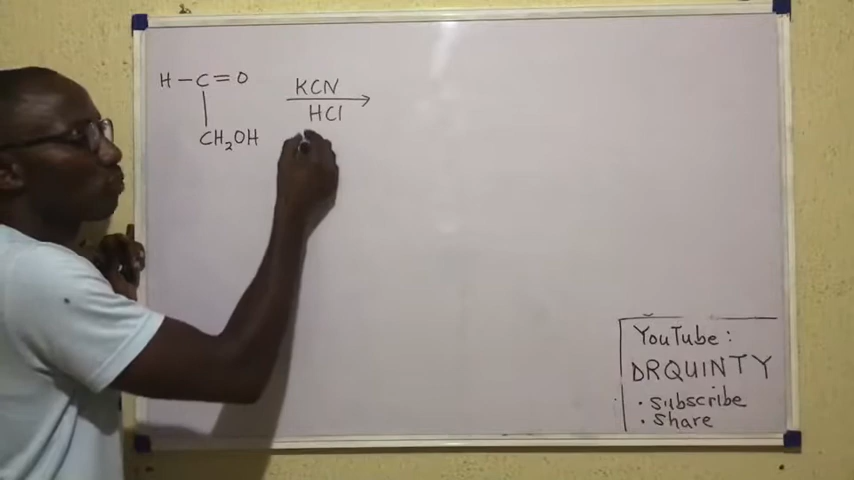 H-C=O
CH₂OH
KCN
HCl
YouTube:
DRQUINTY
• Subscribe
• Share